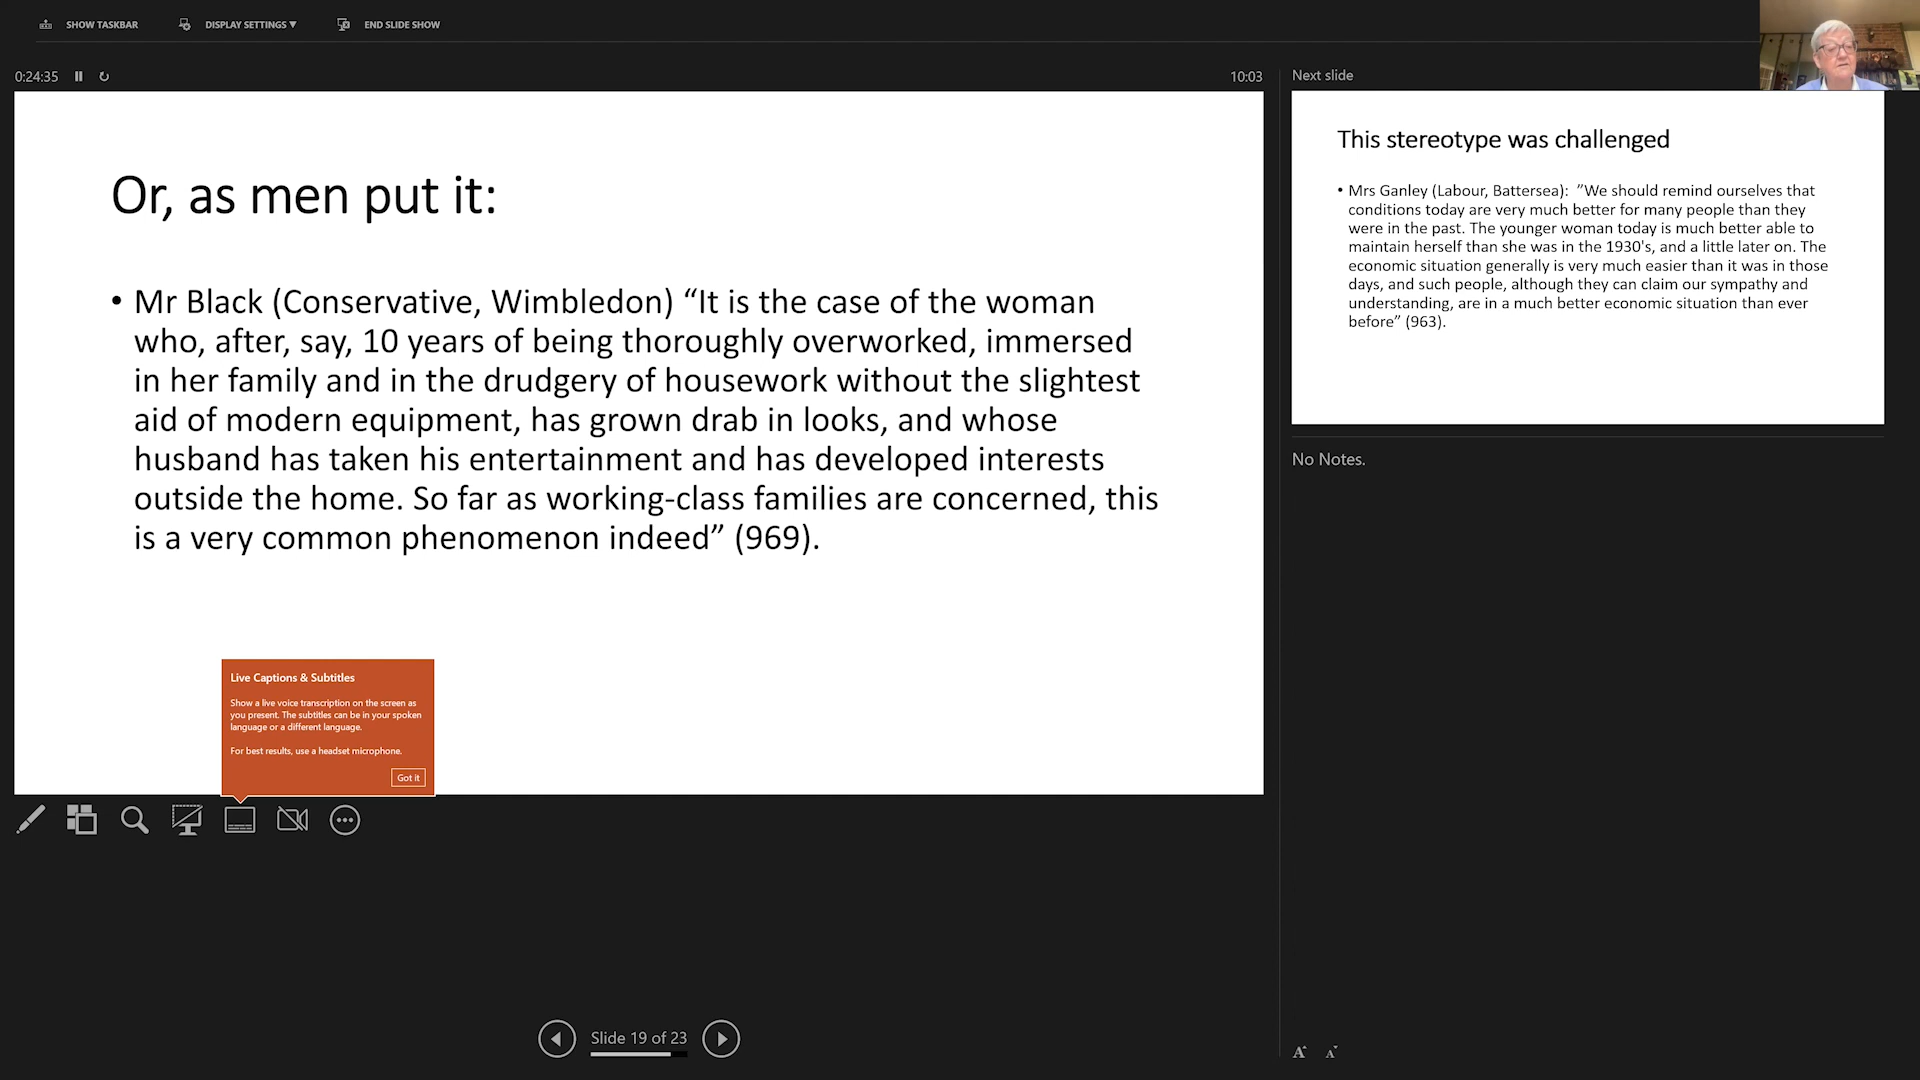 SHOW TASKBAR DISPLAY SETTINGS ▼ END SLIDE SHOW
0:24:35 10:03
Or, as men put it:
• Mr Black (Conservative, Wimbledon) “It is the case of the woman
who, after, say, 10 years of being thoroughly overworked, immersed
in her family and in the drudgery of housework without the slightest
aid of modern equipment, has grown drab in looks, and whose
husband has taken his entertainment and has developed interests
outside the home. So far as working-class families are concerned, this
is a very common phenomenon indeed” (969).
Live Captions & Subtitles
Show a live voice transcription on the screen as
you present. The subtitles can be in your spoken
language or a different language.
For best results, use a headset microphone.
Got it
Slide 19 of 23
Next slide
This stereotype was challenged
• Mrs Ganley (Labour, Battersea): ”We should remind ourselves that
conditions today are very much better for many people than they
were in the past. The younger woman today is much better able to
maintain herself than she was in the 1930's, and a little later on. The
economic situation generally is very much easier than it was in those
days, and such people, although they can claim our sympathy and
understanding, are in a much better economic situation than ever
before” (963).
No Notes.
A A